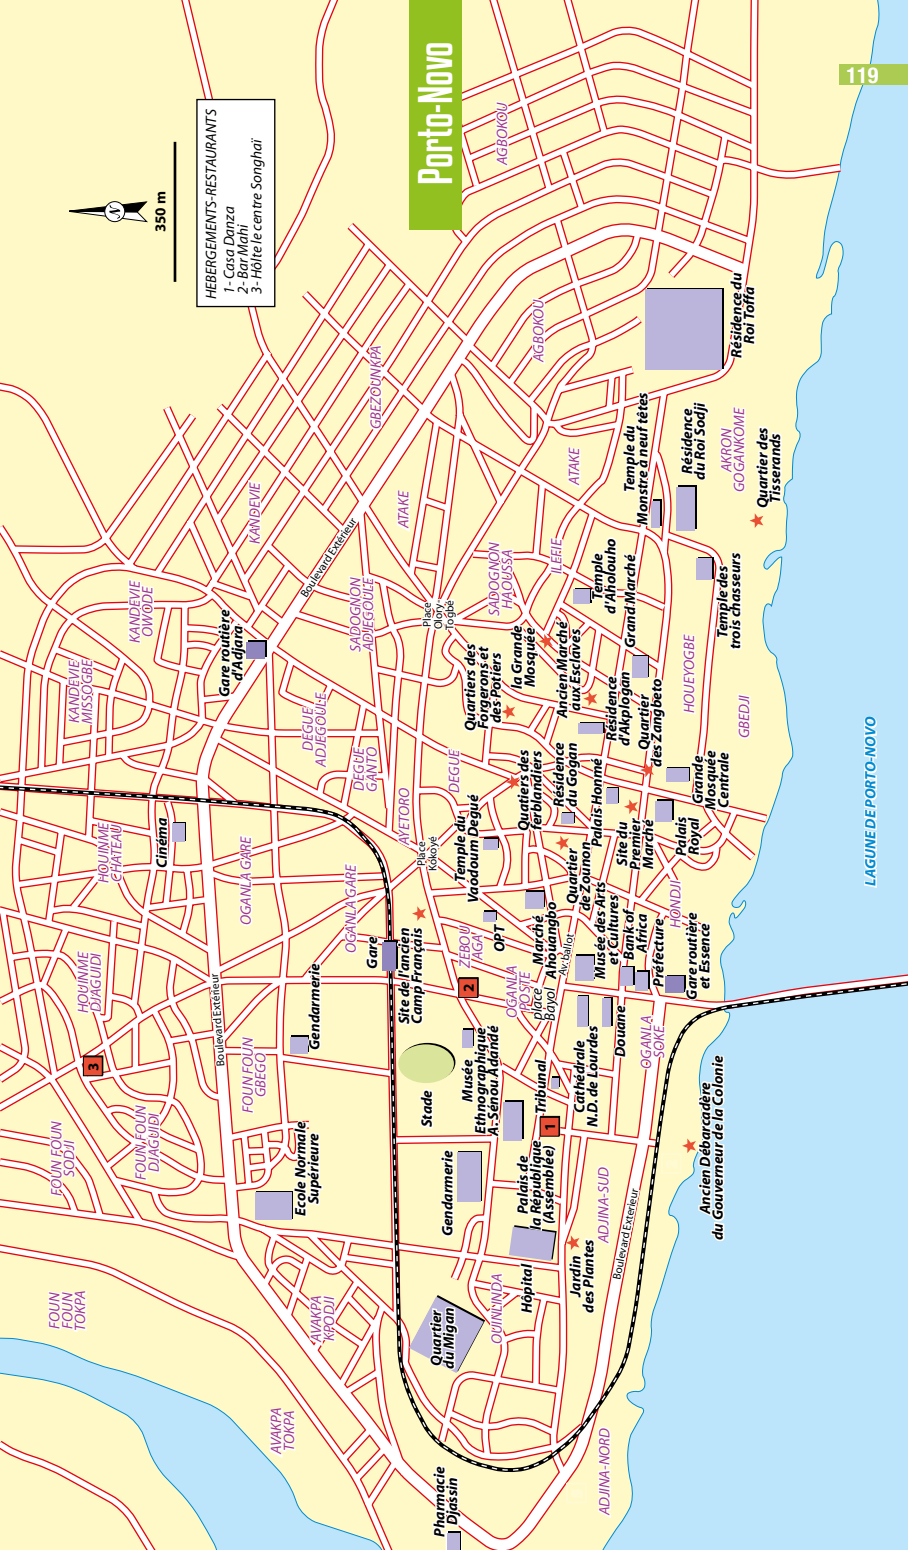 Porto-Novo
119
350 m
N
HEBERGEMENTS-RESTAURANTS
1- Casa Danza
2- Bar Mahi
3- Hôlte le centre Songhaï
FOUN
FOUN
TOKPA
FOUN FOUN
SODJI
FOUN FOUN
DJAGUIDI
HOUINME
DJAGUIDI
3
HOUINME
CHATEAU
KANDEVIE
MISSOGBE
KANDEVIE
OWODE
Cinéma
Boulevard Extérieur
FOUN FOUN
GBEGO
OGANLA GARE
Gare routière
d'Adjara
KANDEVIE
Boulevard Extérieur
AVAKPA
TOKPA
AVAKPA
KPODJI
Ecole Normale
Supérieure
Gendarmerie
OGANLA GARE
DEGUE
ADJEGOULE
DEGUE
GANTO
SADOGNON
ADJEGOULE
GBEZOUNKPA
Gare
Site de l'ancien
Camp Français
AYETORO
ATAKE
Place
Kokoyé
Place
Olory
Togbé
Stade
Pharmacie
Djassin
Quartier
du Migan
Gendarmerie
Musée
Ethnographique
A. Sénou Adandé
2
ZEBOU
AGA
Temple du
Vaodoum Degué
DEGUE
Quartiers des
Forgerons et
des Potiers
SADOGNON
HAOUSSA
AGBOKOU
OUINLINDA
OPT
OGANLA
POSTE
Hôpital
Palais de
la République
(Assemblée)
1
Tribunal
place
Bayol
Marché
Ahouangbo
Av. ballot
Quatiers des
ferblandiers
la Grande
Mosquée
ILEFIE
AGBOKOU
Résidence
du Gogan
Ancien Marché
aux Esclaves
ATAKE
Jardin
des Plantes
Cathédrale
N.D. de Lourdes
Quartier
de Zounon
Musée des Arts
et Cultures
Palais Honmé
Résidence
d'Akplogan
Temple
d'Aholouho
ADJINA-NORD
ADJINA-SUD
Boulevard Exterieur
Douane
Bank of
Africa
Site du
Premier
Marché
Quartier
des Zangbeto
Grand Marché
Temple du
Monstre à neuf têtes
OGANLA
SOKE
Préfecture
HONDJI
Palais
Royal
HOUEYOGBE
Résidence
du Roi Sodji
Gare routière
et Essence
Grande
Mosquée
Centrale
GBEDJI
Temple des
trois chasseurs
AKRON
GOGANKOME
Résidence du
Roi Toffa
Quartier des
Tisserands
Ancien Débarcadère
du Gouverneur de la Colonie
LAGUNE DE PORTO-NOVO